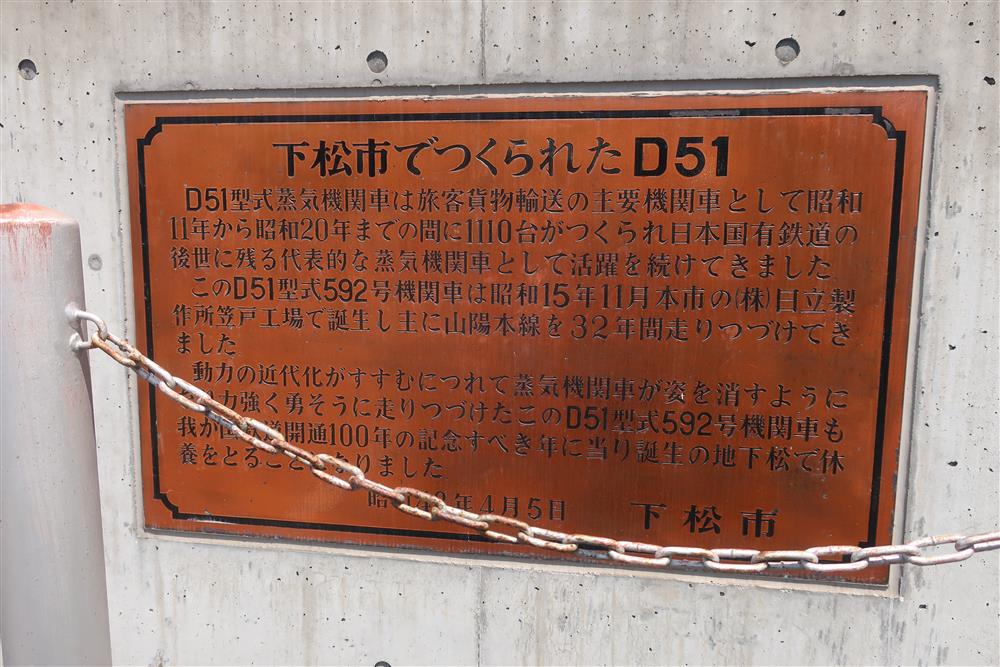 下松市でつくられたD51
D51型式蒸気機関車は旅客貨物輸送の主要機関車として昭和
11年から昭和20年までの間に1110台がつくられ日本国有鉄道の
後世に残る代表的な蒸気機関車として活躍を続けてきました
このD51型式592号機関車は昭和15年11月本市の(株)日立製
作所笠戸工場で誕生し主に山陽本線を32年間走りつづけてき
ました
動力の近代化がすすむにつれて蒸気機関車が姿を消すように
力強く勇そうに走りつづけたこのD51型式592号機関車も
我が国鉄道開通100年の記念すべき年に当り誕生の地下松で休
養をとることになりました
年4月5日 下松市